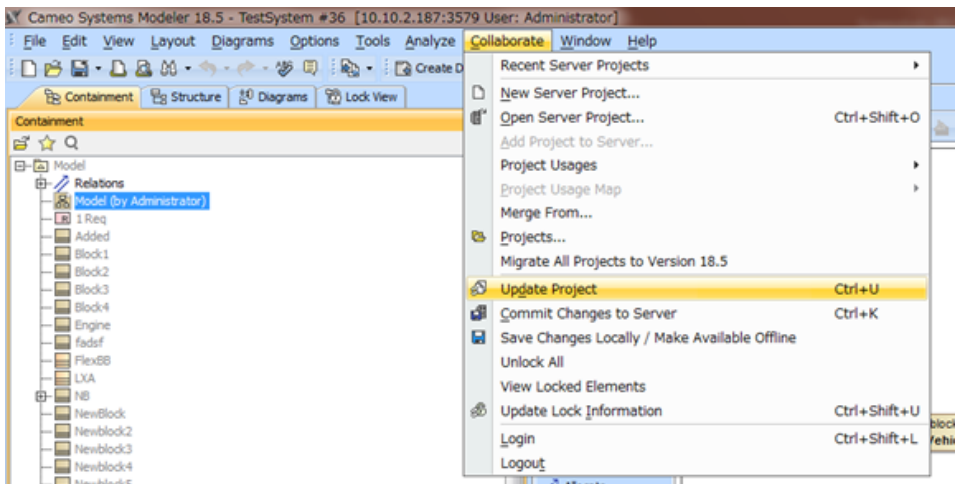 Cameo Systems Modeler 18.5 - TestSystem #36 [10.10.2.187:3579 User: Administrator]
File Edit View Layout Diagrams Options Tools Analyze Collaborate Window Help
Create D
Containment Structure Diagrams Lock View
Containment
Model
Relations
Model (by Administrator)
R 1 Req
Added
Block1
Block2
Block3
Block4
Engine
fadsf
FlexBB
LXA
NB
NewBlock
Newblock2
Newblock3
Newblock4
Newblock5
Recent Server Projects
New Server Project...
Open Server Project... Ctrl+Shift+O
Add Project to Server...
Project Usages
Project Usage Map
Merge From...
Projects...
Migrate All Projects to Version 18.5
Update Project Ctrl+U
Commit Changes to Server Ctrl+K
Save Changes Locally / Make Available Offline
Unlock All
View Locked Elements
Update Lock Information Ctrl+Shift+U
Login Ctrl+Shift+L
Logout
block